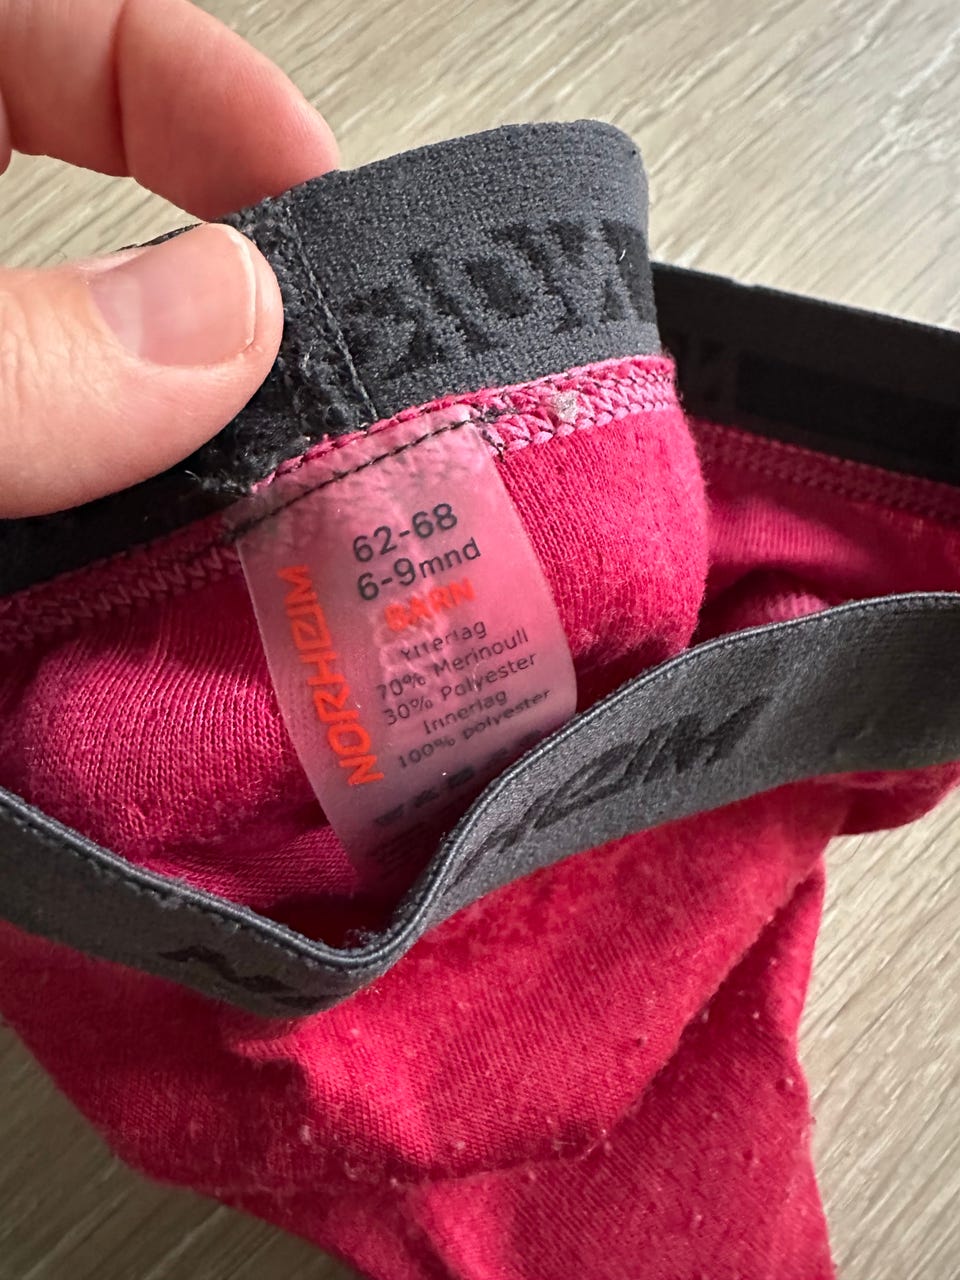 62-68
6-9mnd
BARN
Ytterlag
70% Merinoull
30% Polyester
Innerlag
100% polyester
NORHEIM